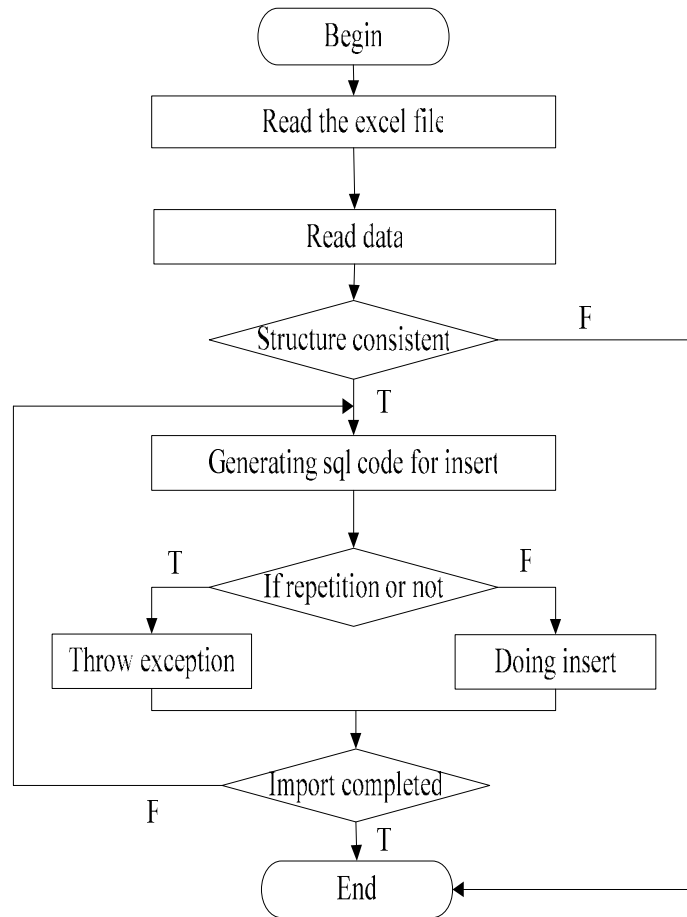 Begin
Read the excel file
Read data
Structure consistent
F
T
Generating sql code for insert
T
If repetition or not
F
Throw exception
Doing insert
Import completed
F
T
End